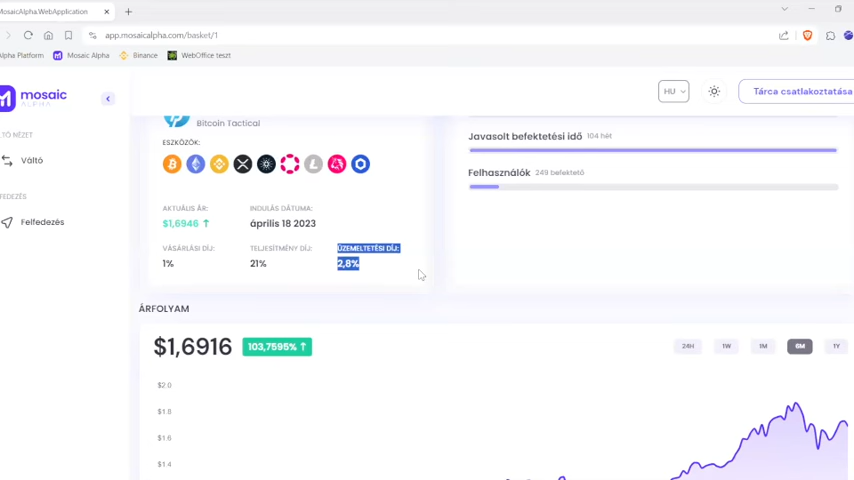 MosaicAlpha.WebApplication
app.mosaicalpha.com/basket/1
Alpha Platform
Mosaic Alpha
Binance
WebOffice teszt
mosaic
ALPHA
HU
Tárca csatlakoztatása
TÓ NÉZET
Váltó
FEDEZÉS
Felfedezés
Bitcoin Tactical
ESZKÖZÖK:
AKTUÁLIS ÁR:
INDULÁS DÁTUMA:
$1,6946 ↑
április 18 2023
VÁSÁRLÁSI DÍJ:
TELJESÍTMÉNY DÍJ:
ÜZEMELTETÉSI DÍJ:
1%
21%
2,8%
Javasolt befektetési idő 104 hét
Felhasználók 249 befektető
ÁRFOLYAM
$1,6916
103,7595% ↑
24H
1W
1M
6M
1Y
$2.0
$1.8
$1.6
$1.4